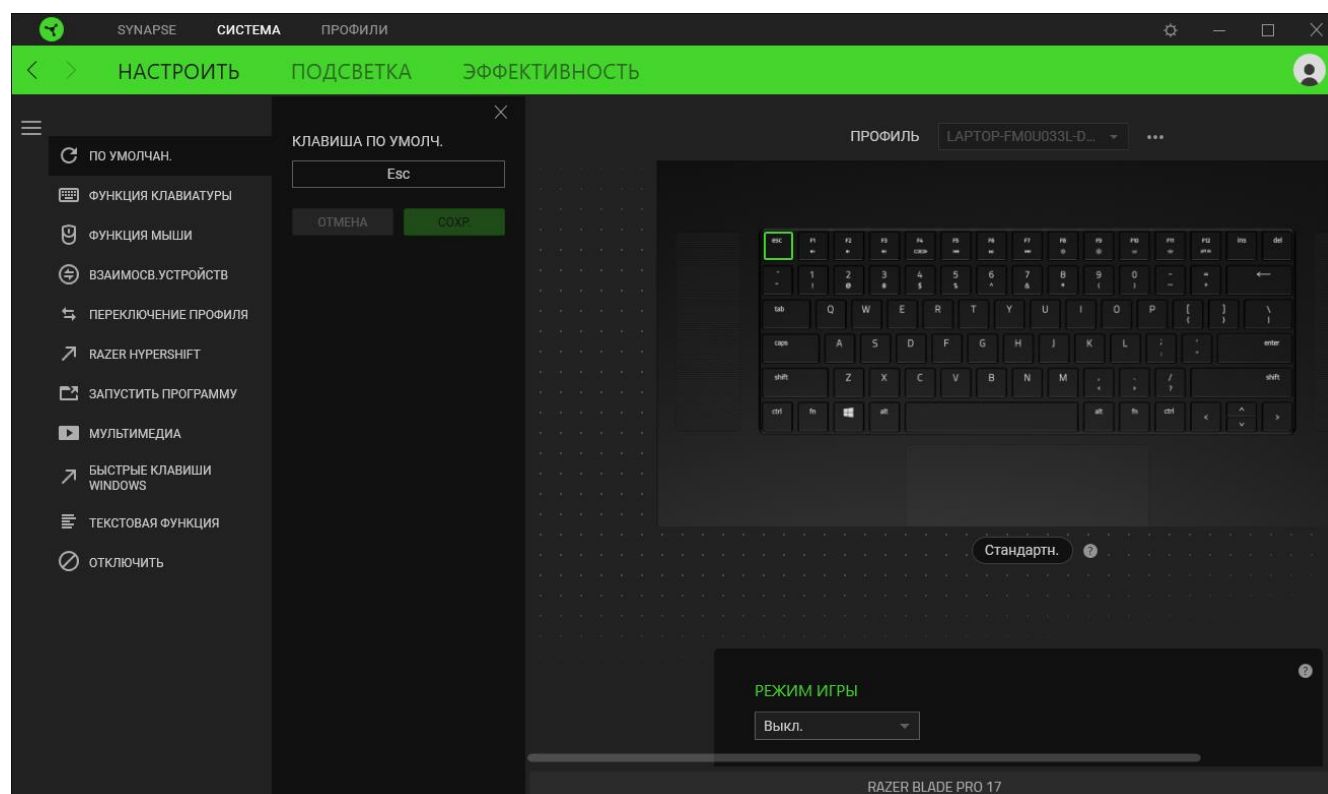 SYNAPSE СИСТЕМА ПРОФИЛИ
НАСТРОИТЬ ПОДСВЕТКА ЭФФЕКТИВНОСТЬ
ПО УМОЛЧАН.
ФУНКЦИЯ КЛАВИАТУРЫ
ФУНКЦИЯ МЫШИ
ВЗАИМОСВ.УСТРОЙСТВ
ПЕРЕКЛЮЧЕНИЕ ПРОФИЛЯ
RAZER HYPERSHIFT
ЗАПУСТИТЬ ПРОГРАММУ
МУЛЬТИМЕДИА
БЫСТРЫЕ КЛАВИШИ
WINDOWS
ТЕКСТОВАЯ ФУНКЦИЯ
ОТКЛЮЧИТЬ
КЛАВИША ПО УМОЛЧ.
Esc
ОТМЕНА СОХР.
ПРОФИЛЬ LAPTOP-FM0U033L-D... •••
esc F1 F2 F3 F4 F5 F6 F7 F8 F9 F10 F11 F12 ins del
1 2 3 4 5 6 7 8 9 0 - =
! @ # $ % ^ & * ( ) _ +
tab Q W E R T Y U I O P [ ] \
{ } |
caps A S D F G H J K L ; ' enter
shift Z X C V B N M , . / shift
< > ?
ctrl fn alt alt fn ctrl
Стандартн. ?
?
РЕЖИМ ИГРЫ
Выкл.
RAZER BLADE PRO 17